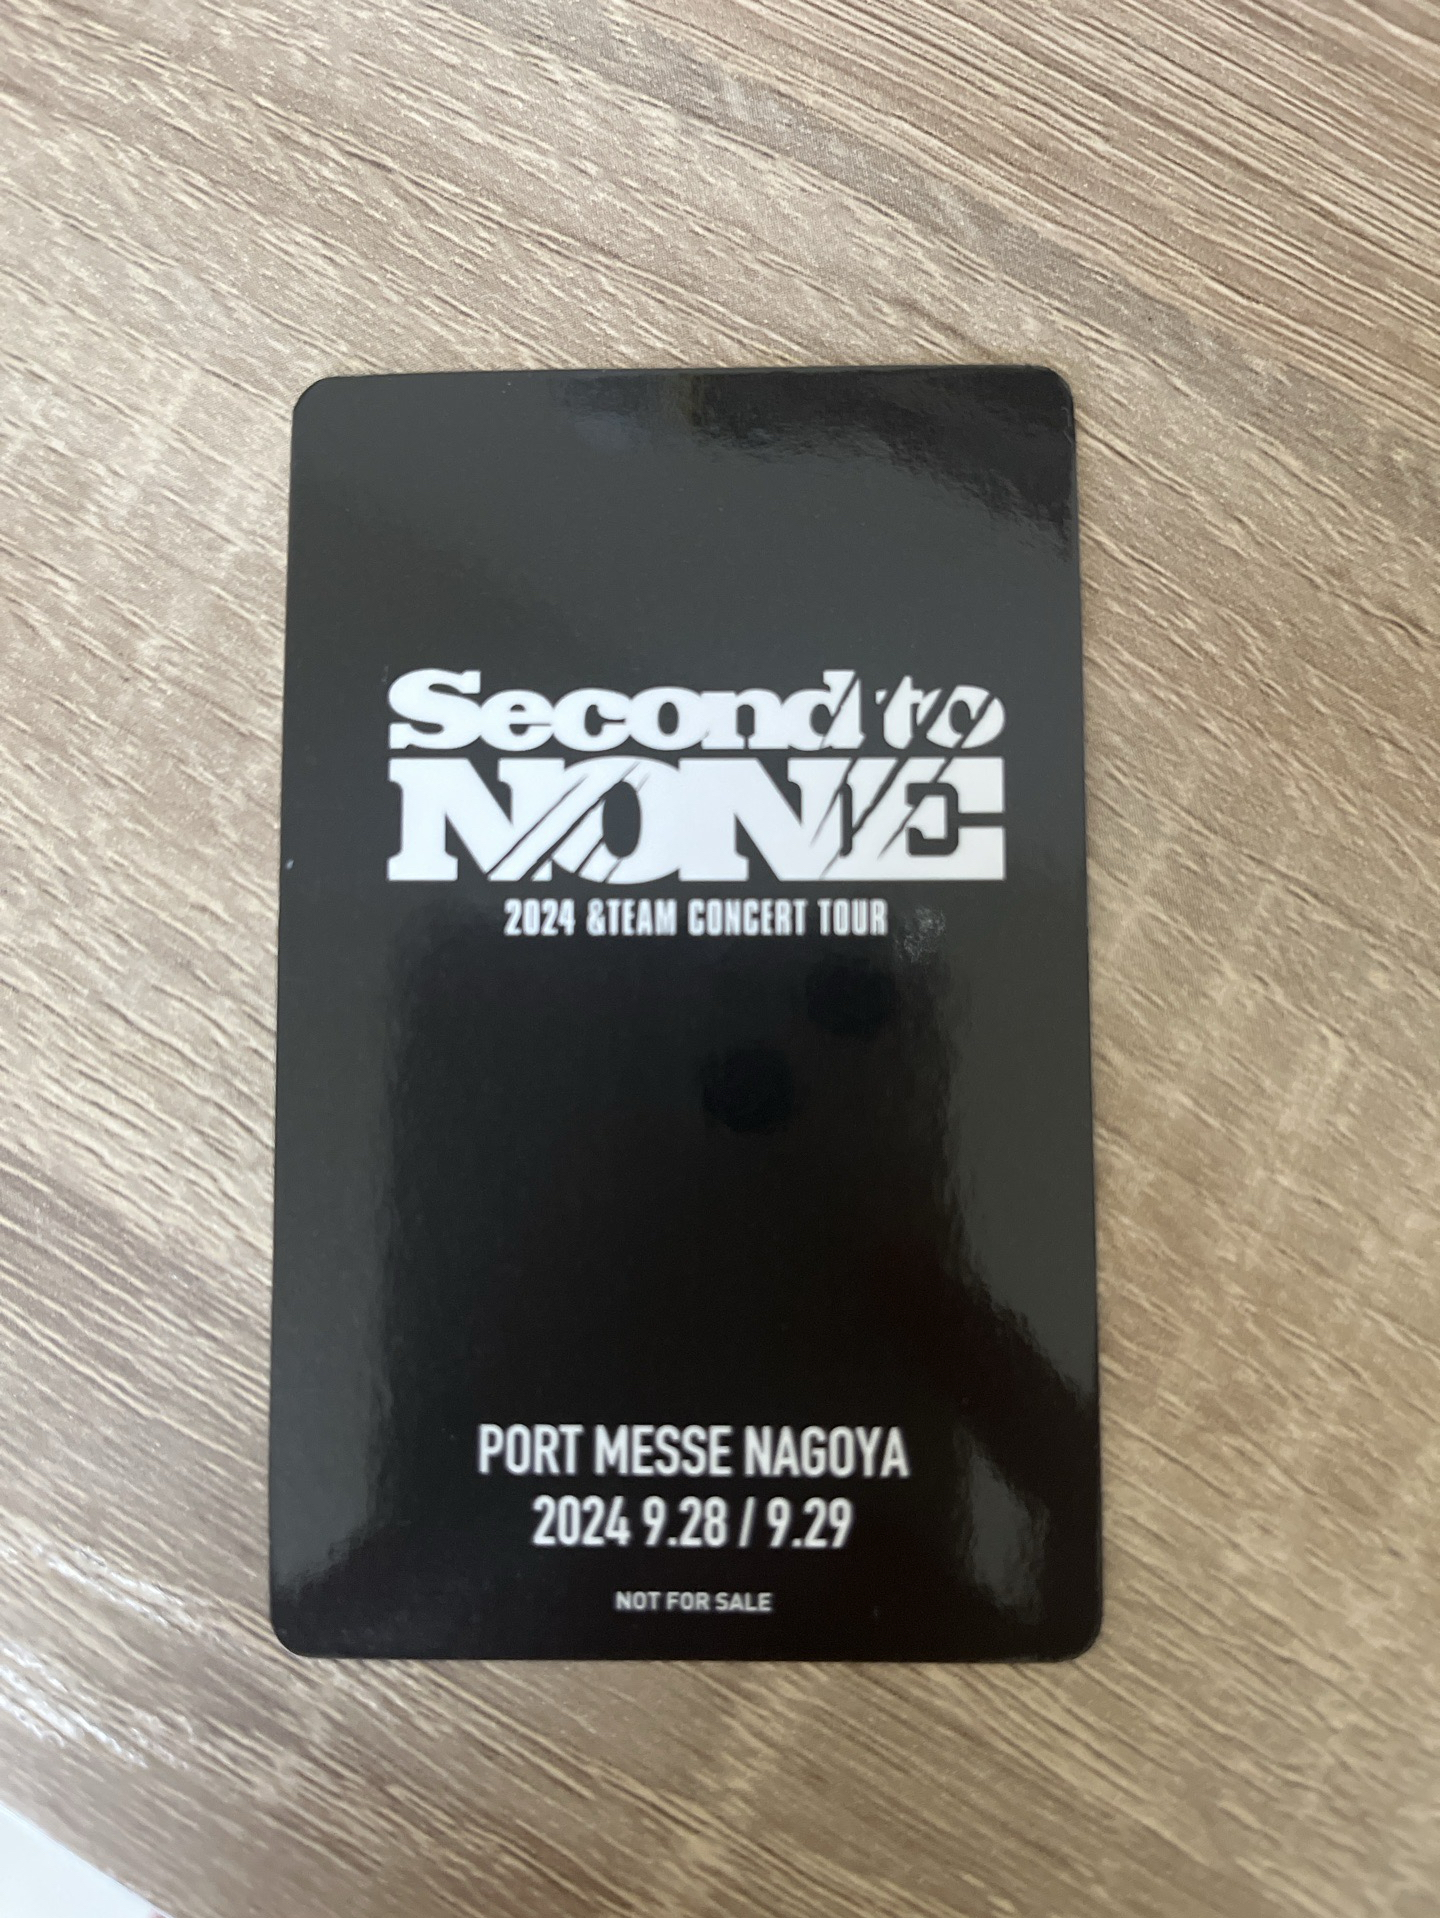 Second to
NONE
2024 &TEAM CONCERT TOUR
PORT MESSE NAGOYA
2024 9.28 / 9.29
NOT FOR SALE